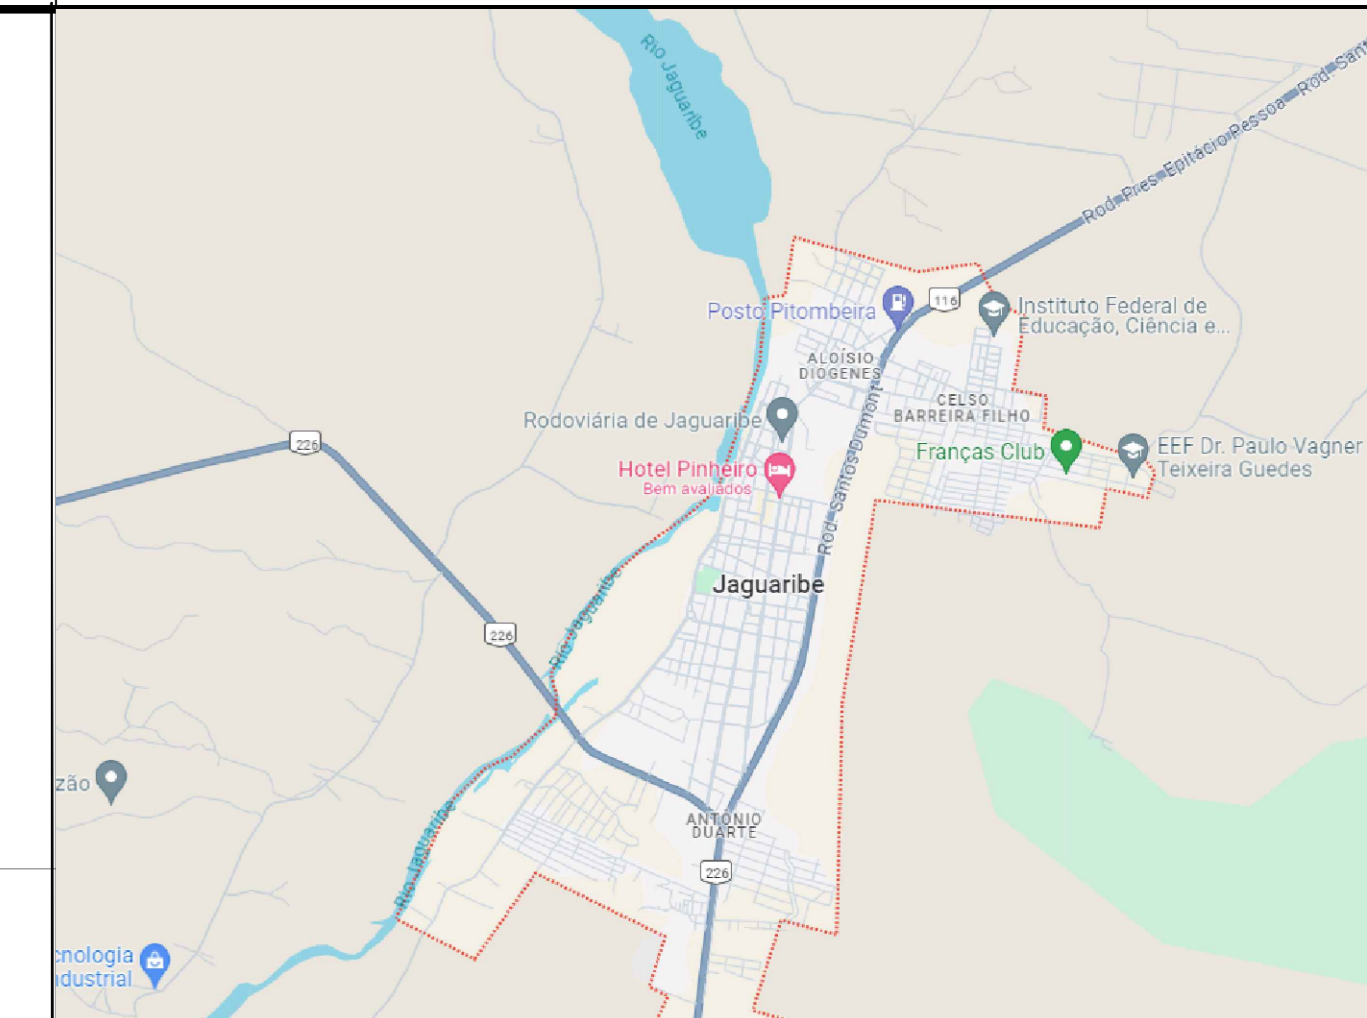 Rio Jaguaribe
Rod. Pres. Epitácio Pessoa
Rod. Sant
116
Posto Pitombeira
Instituto Federal de
Educação, Ciência e...
ALOÍSIO
DIOGENES
CELSO
BARREIRA FILHO
Rodoviária de Jaguaribe
Rod. Santos Dumont
226
Franças Club
EEF Dr. Paulo Vagner
Teixeira Guedes
Hotel Pinheiro
Bem avaliados
Jaguaribe
Rio Jaguaribe
226
zão
Rio Jaguaribe
ANTÔNIO
DUARTE
226
cnologia
ndustrial